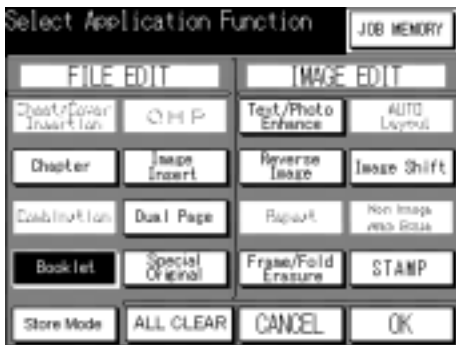 Select Application Function
JOB MEMORY
FILE EDIT
IMAGE EDIT
Sheet/Cover
Insertion
OHP
Text/Photo
Enhance
AUTO
Layout
Chapter
Image
Insert
Reverse
Image
Image Shift
Combination
Dual Page
Repeat
Non Image
Area Erase
Booklet
Special
Original
Frame/Fold
Erasure
STAMP
Store Mode
ALL CLEAR
CANCEL
OK